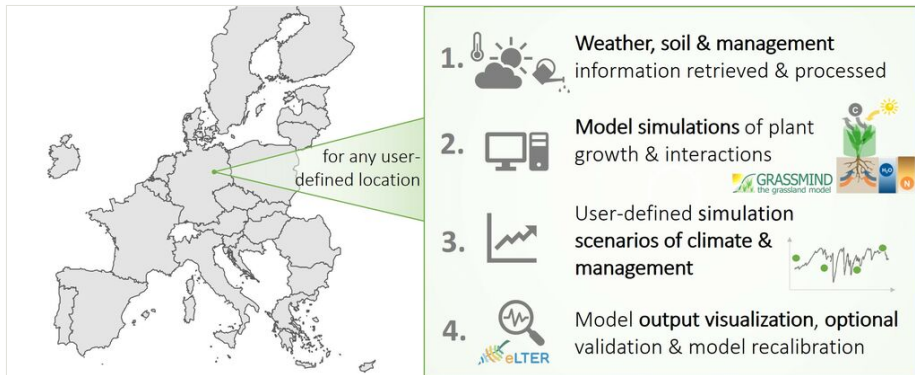 for any user-
defined location
1.
Weather, soil & management
information retrieved & processed
2.
Model simulations of plant
growth & interactions
GRASSMIND
the grassland model
C
H₂O
N
3.
User-defined simulation
scenarios of climate &
management
4.
Model output visualization, optional
validation & model recalibration
eLTER